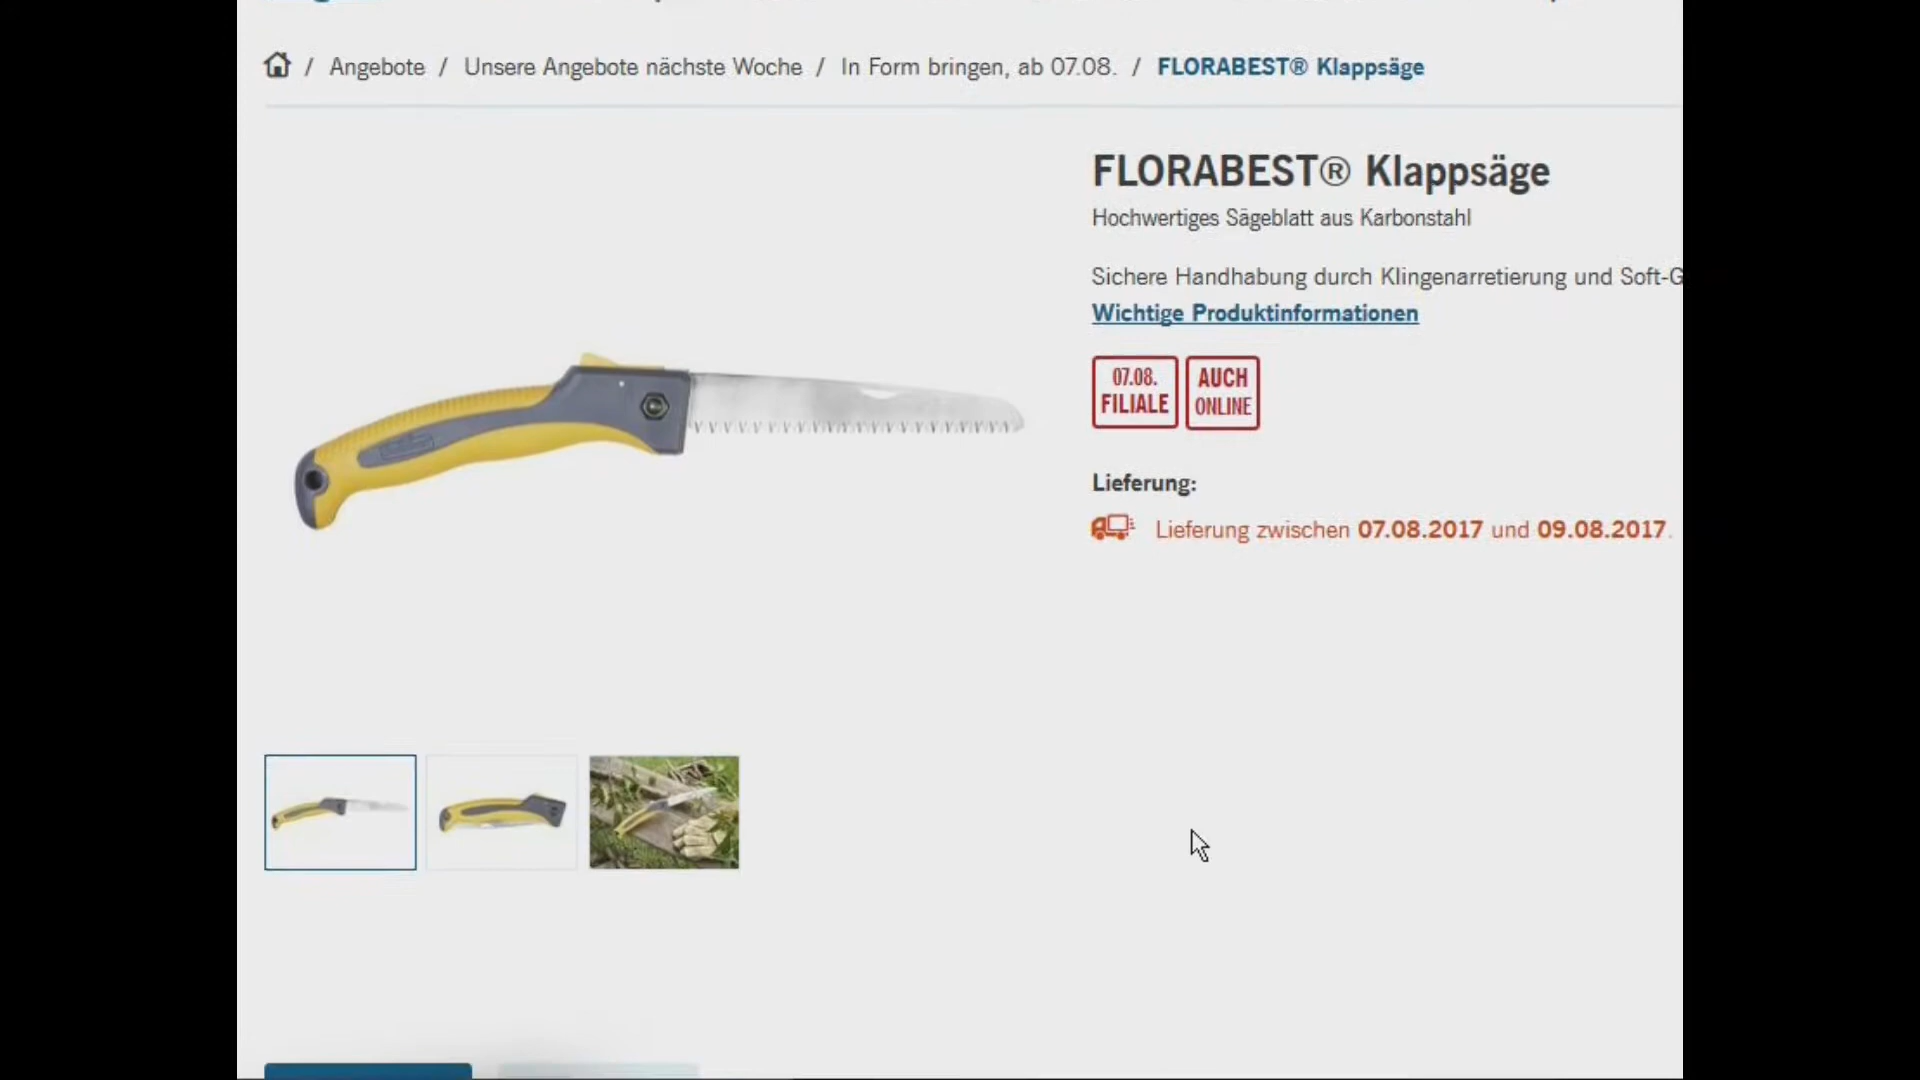 / Angebote / Unsere Angebote nächste Woche / In Form bringen, ab 07.08. / FLORABEST® Klappsäge
FLORABEST® Klappsäge
Hochwertiges Sägeblatt aus Karbonstahl
Sichere Handhabung durch Klingenarretierung und Soft-G
Wichtige Produktinformationen
07.08. FILIALE
AUCH ONLINE
Lieferung:
Lieferung zwischen 07.08.2017 und 09.08.2017.